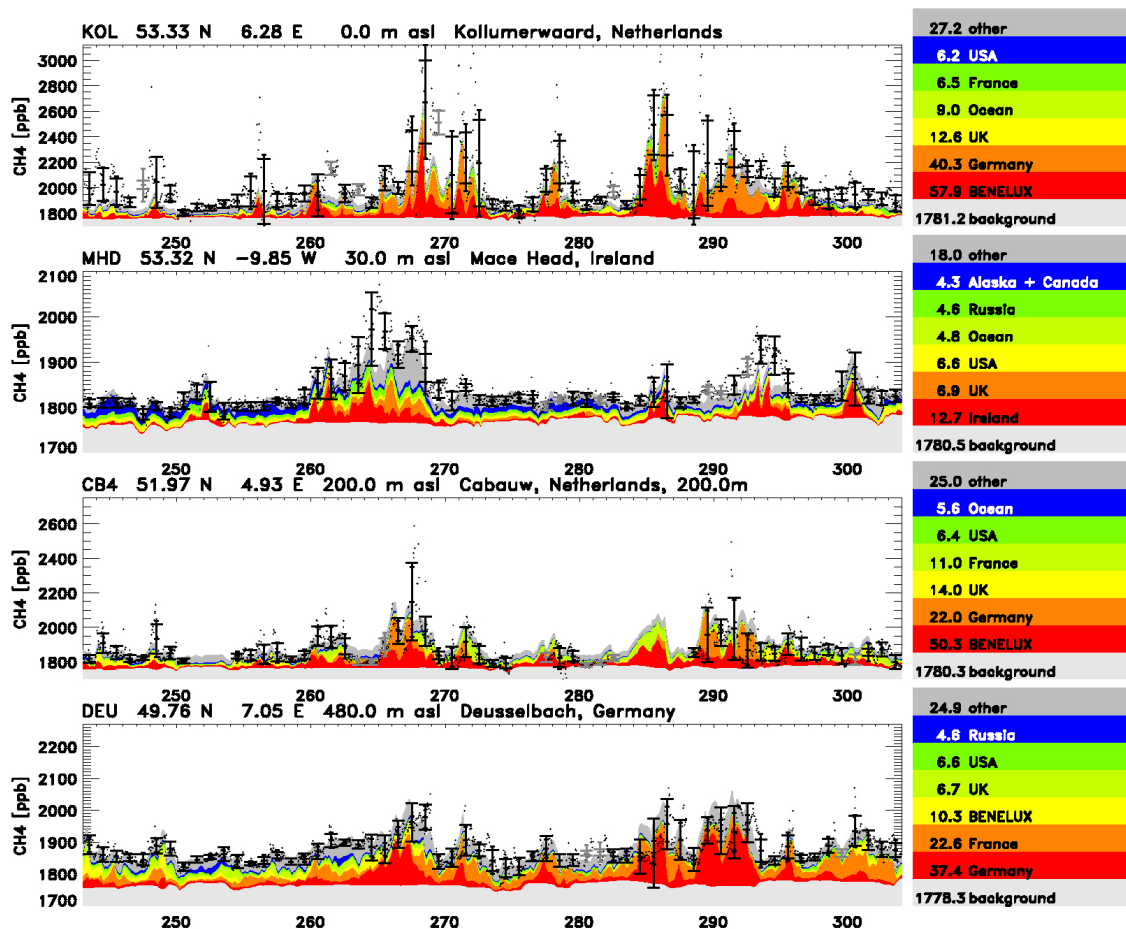 KOL 53.33 N 6.28 E 0.0 m asl Kollumerwaard, Netherlands
CH4 [ppb]
3000
2800
2600
2400
2200
2000
1800
250 260 270 280 290 300
27.2 other
6.2 USA
6.5 France
9.0 Ocean
12.6 UK
40.3 Germany
57.9 BENELUX
1781.2 background
MHD 53.32 N -9.85 W 30.0 m asl Mace Head, Ireland
CH4 [ppb]
2100
2000
1900
1800
1700
250 260 270 280 290 300
18.0 other
4.3 Alaska + Canada
4.6 Russia
4.8 Ocean
6.6 USA
6.9 UK
12.7 Ireland
1780.5 background
CB4 51.97 N 4.93 E 200.0 m asl Cabauw, Netherlands, 200.0m
CH4 [ppb]
2600
2400
2200
2000
1800
250 260 270 280 290 300
25.0 other
5.6 Ocean
6.4 USA
11.0 France
14.0 UK
22.0 Germany
50.3 BENELUX
1780.3 background
DEU 49.76 N 7.05 E 480.0 m asl Deusselbach, Germany
CH4 [ppb]
2200
2100
2000
1900
1800
1700
250 260 270 280 290 300
24.9 other
4.6 Russia
6.6 USA
6.7 UK
10.3 BENELUX
22.6 France
37.4 Germany
1778.3 background